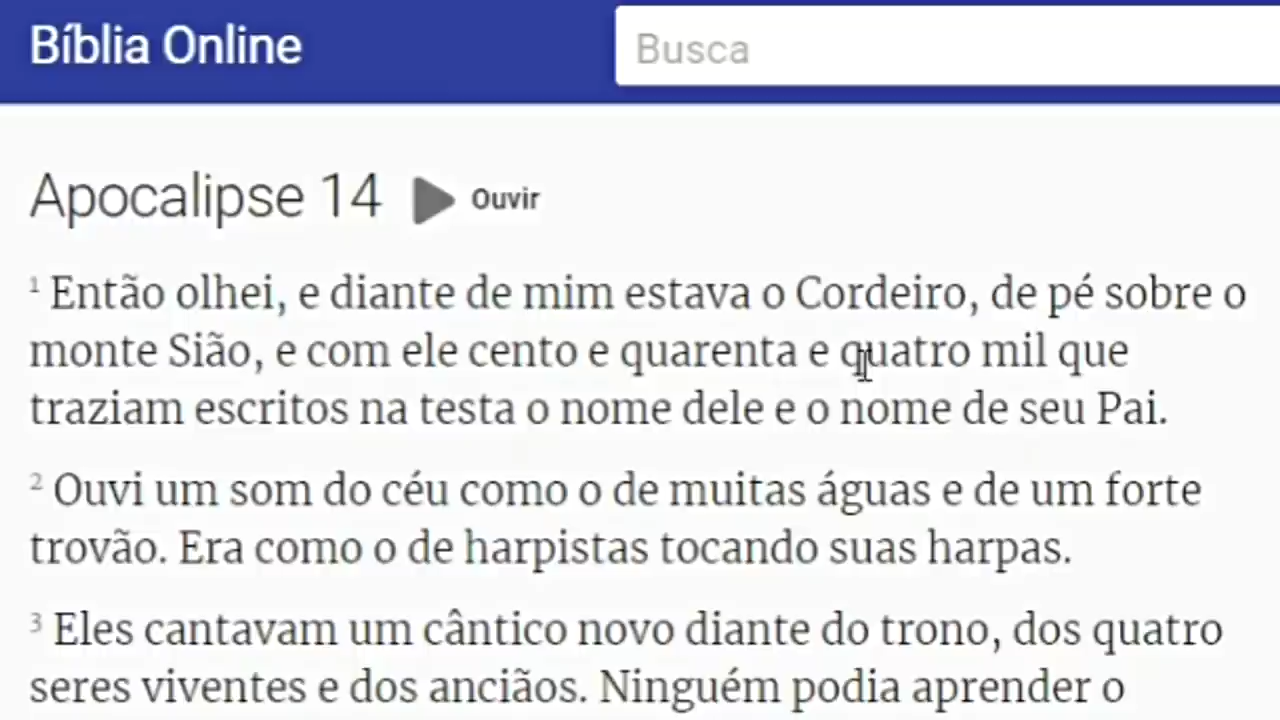 Bíblia Online
Busca
Apocalipse 14
Ouvir
1 Então olhei, e diante de mim estava o Cordeiro, de pé sobre o
monte Sião, e com ele cento e quarenta e quatro mil que
traziam escritos na testa o nome dele e o nome de seu Pai.
2 Ouvi um som do céu como o de muitas águas e de um forte
trovão. Era como o de harpistas tocando suas harpas.
3 Eles cantavam um cântico novo diante do trono, dos quatro
seres viventes e dos anciãos. Ninguém podia aprender o